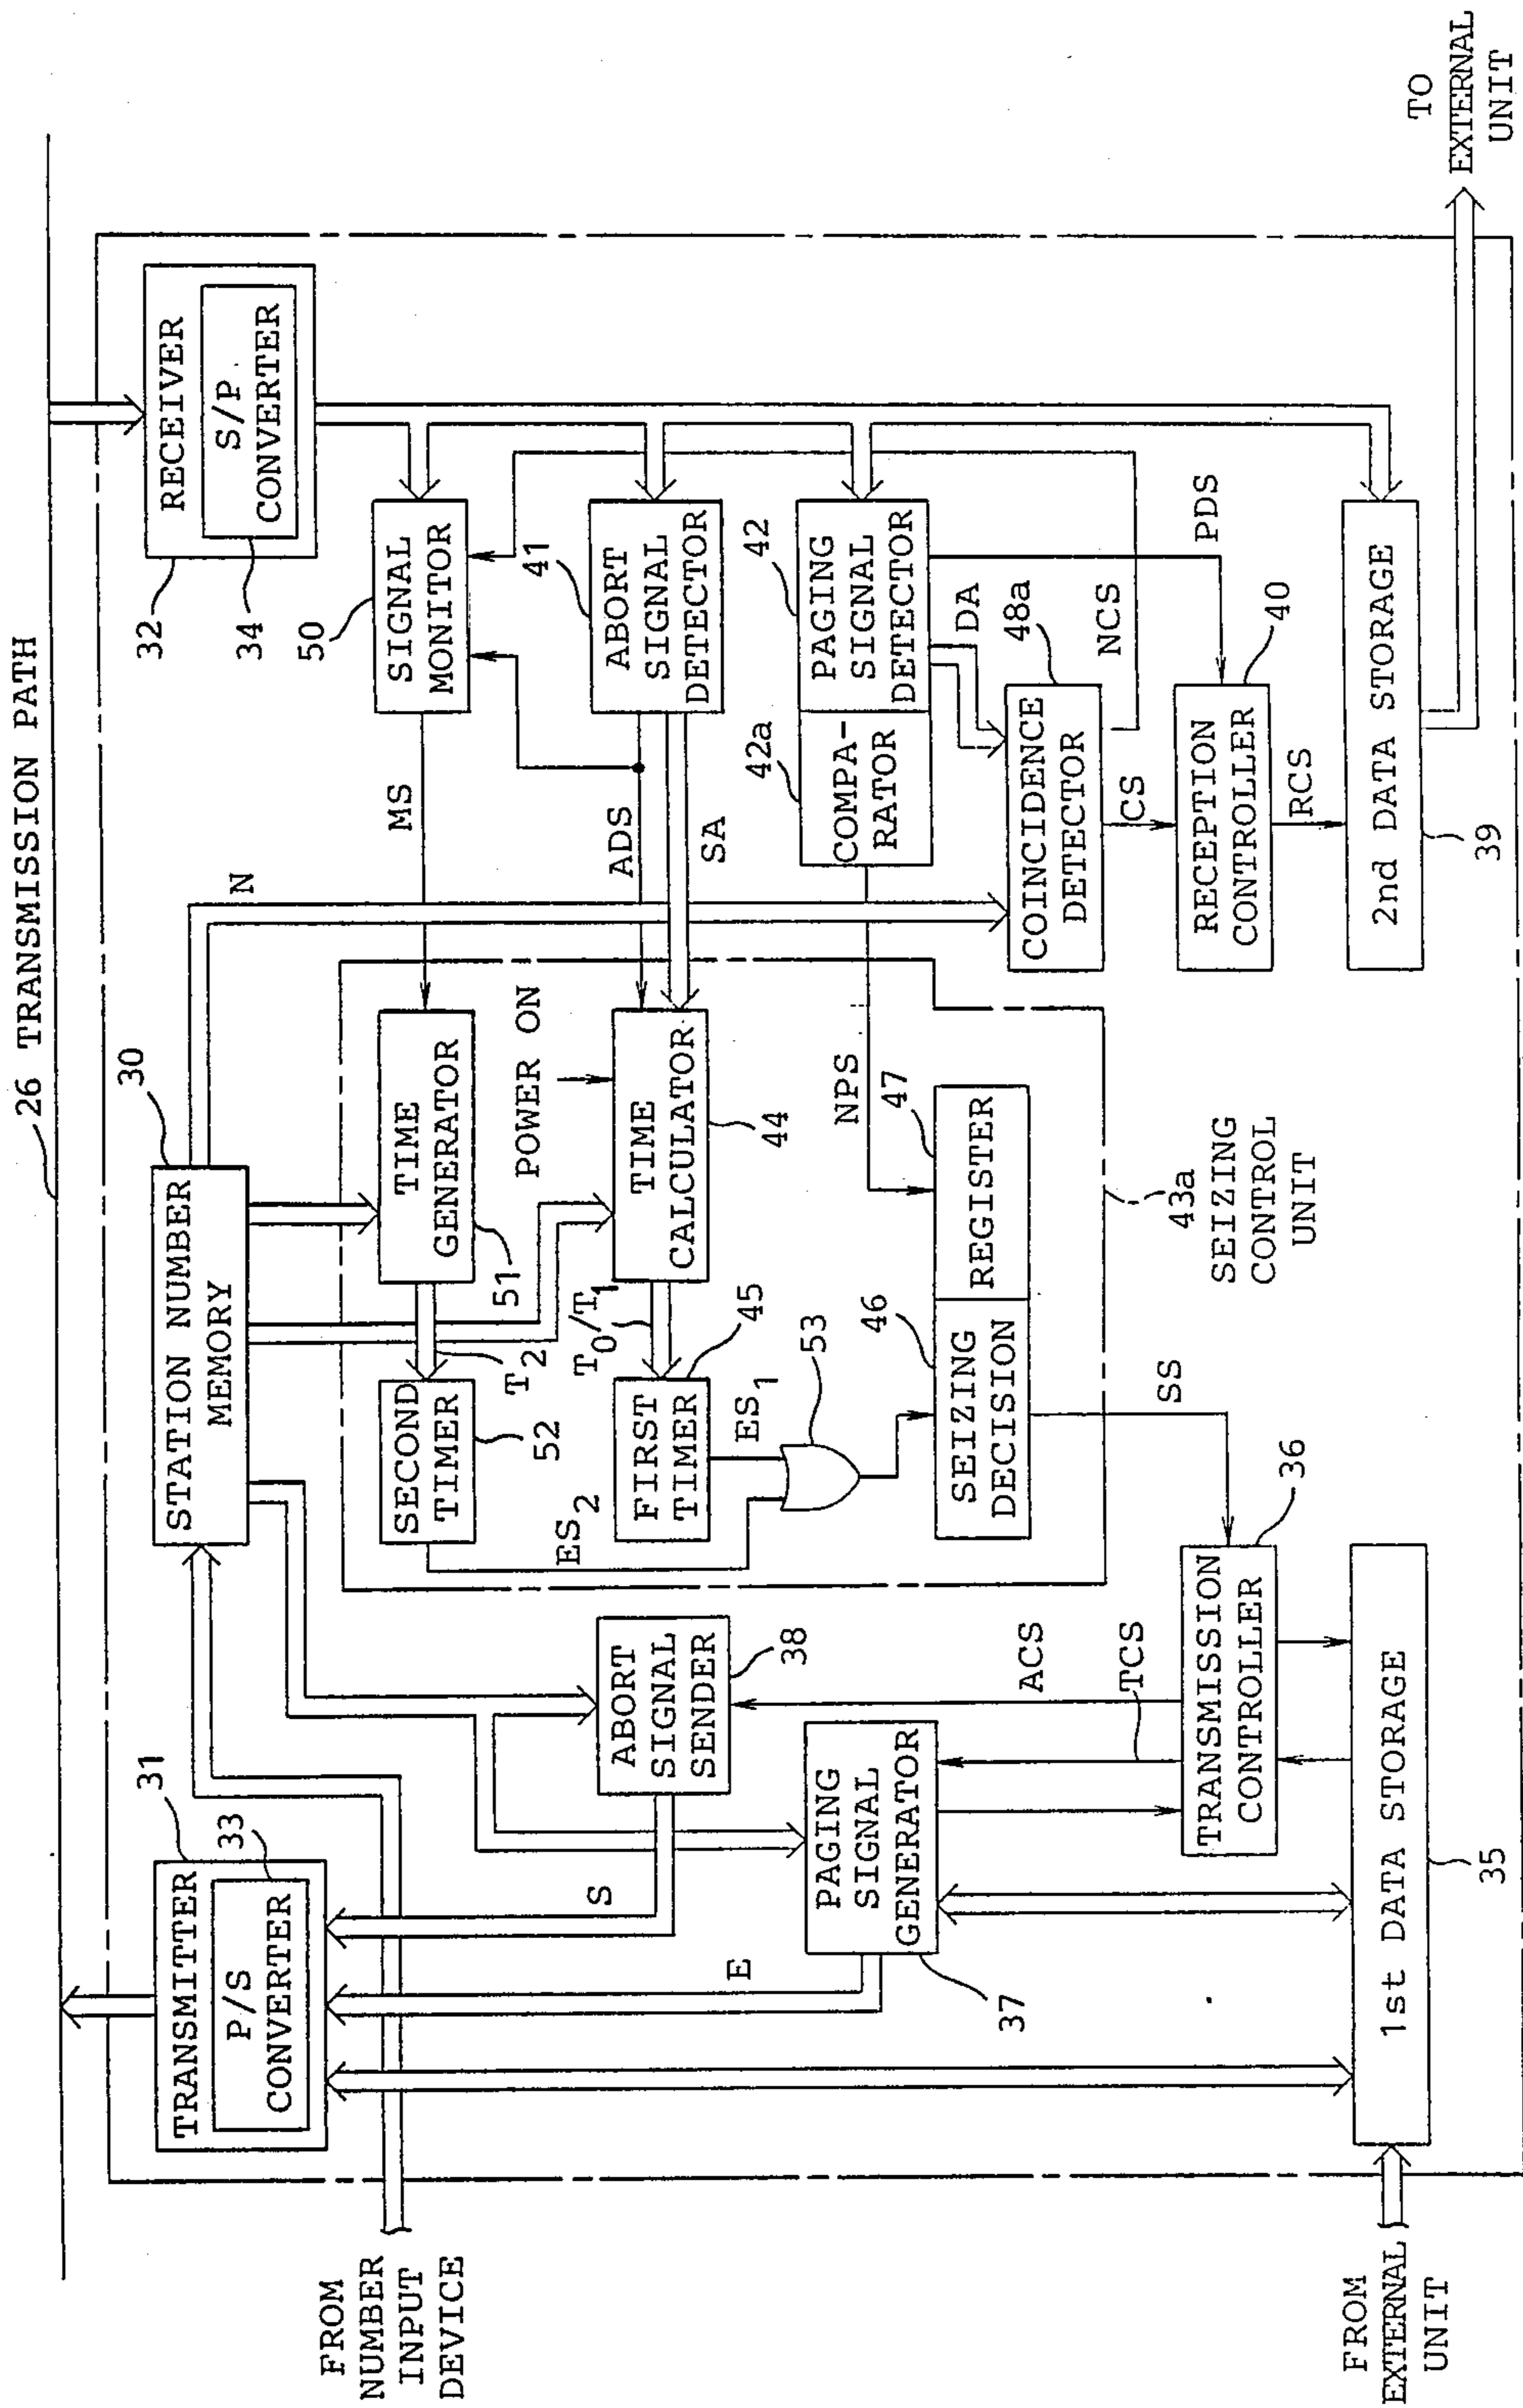 26 TRANSMISSION PATH
FROM
NUMBER
INPUT
DEVICE
31
TRANSMITTER
33
P/S
CONVERTER
30
STATION NUMBER
MEMORY
N
RECEIVER
S/P
CONVERTER
32
34
50
SIGNAL
MONITOR
MS
TIME
GENERATOR
51
T2
SECOND
TIMER
52
ES2
POWER ON
ADS
SA
41
ABORT
SIGNAL
DETECTOR
TIME
CALCULATOR
44
T0/T1
FIRST
TIMER
45
ES1
53
ABORT
SIGNAL
SENDER
38
S
E
PAGING
SIGNAL
GENERATOR
37
ACS
TCS
42
PAGING
SIGNAL
DETECTOR
42a
COMPA-
RATOR
DA
NPS
47
REGISTER
46
SEIZING
DECISION
SS
43a
SEIZING
CONTROL
UNIT
48a
COINCIDENCE
DETECTOR
NCS
CS
PDS
40
RECEPTION
CONTROLLER
RCS
2nd DATA STORAGE
39
36
TRANSMISSION
CONTROLLER
1st DATA STORAGE
35
FROM
EXTERNAL
UNIT
TO
EXTERNAL
UNIT